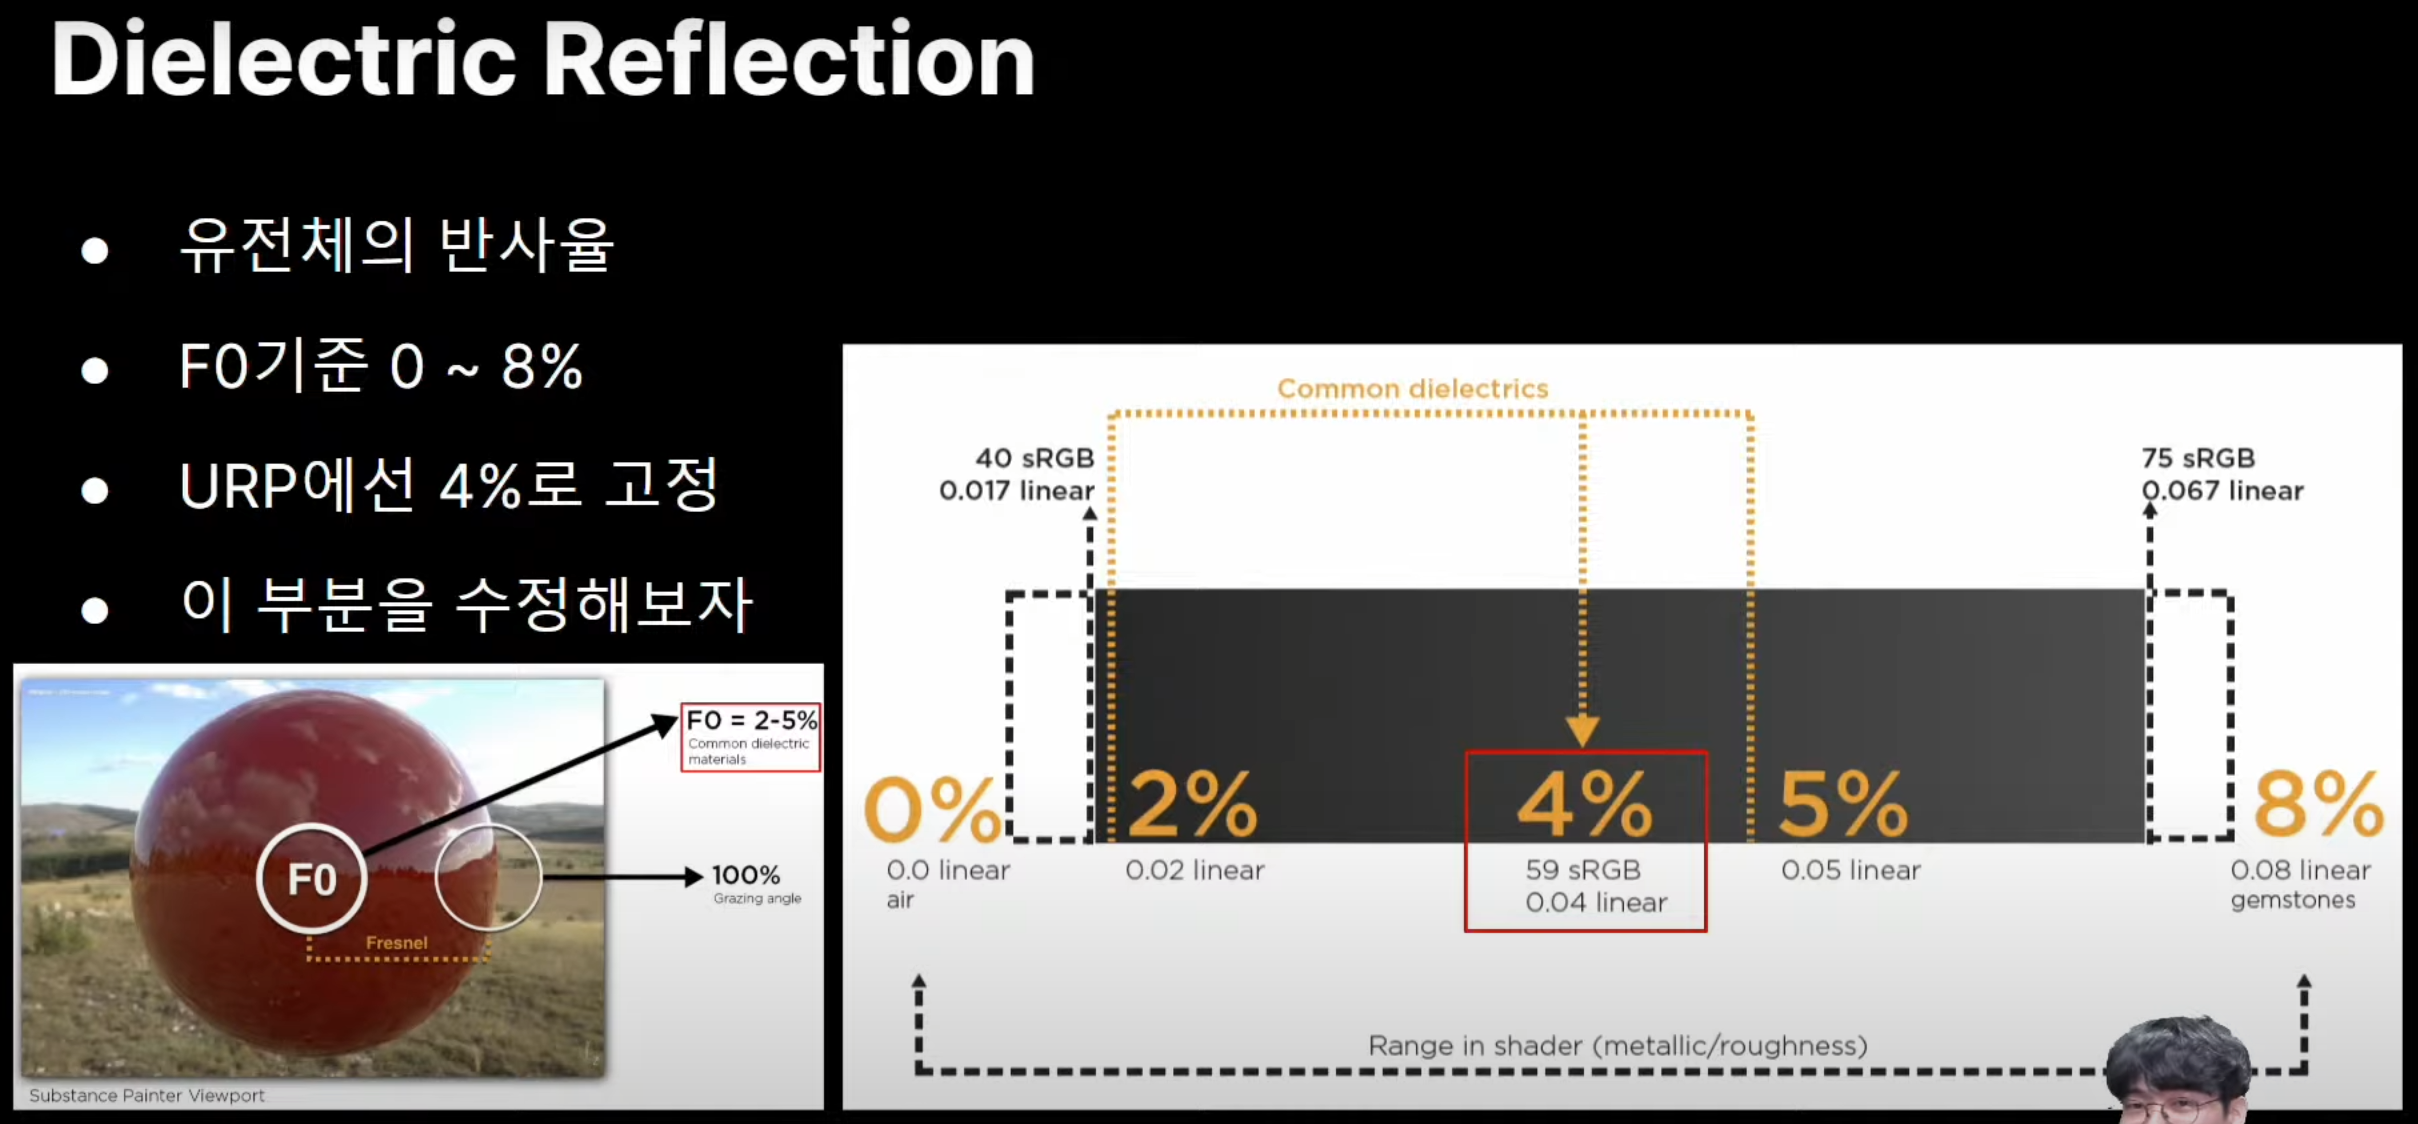 Dielectric Reflection
● 유전체의 반사율
● F0기준 0 ~ 8%
● URP에선 4%로 고정
● 이 부분을 수정해보자
F0 = 2-5%
Common dielectric
materials
F0
100%
Grazing angle
Fresnel
Substance Painter Viewport
Common dielectrics
40 sRGB
0.017 linear
75 sRGB
0.067 linear
0%
2%
4%
5%
8%
0.0 linear
air
0.02 linear
59 sRGB
0.04 linear
0.05 linear
0.08 linear
gemstones
Range in shader (metallic/roughness)